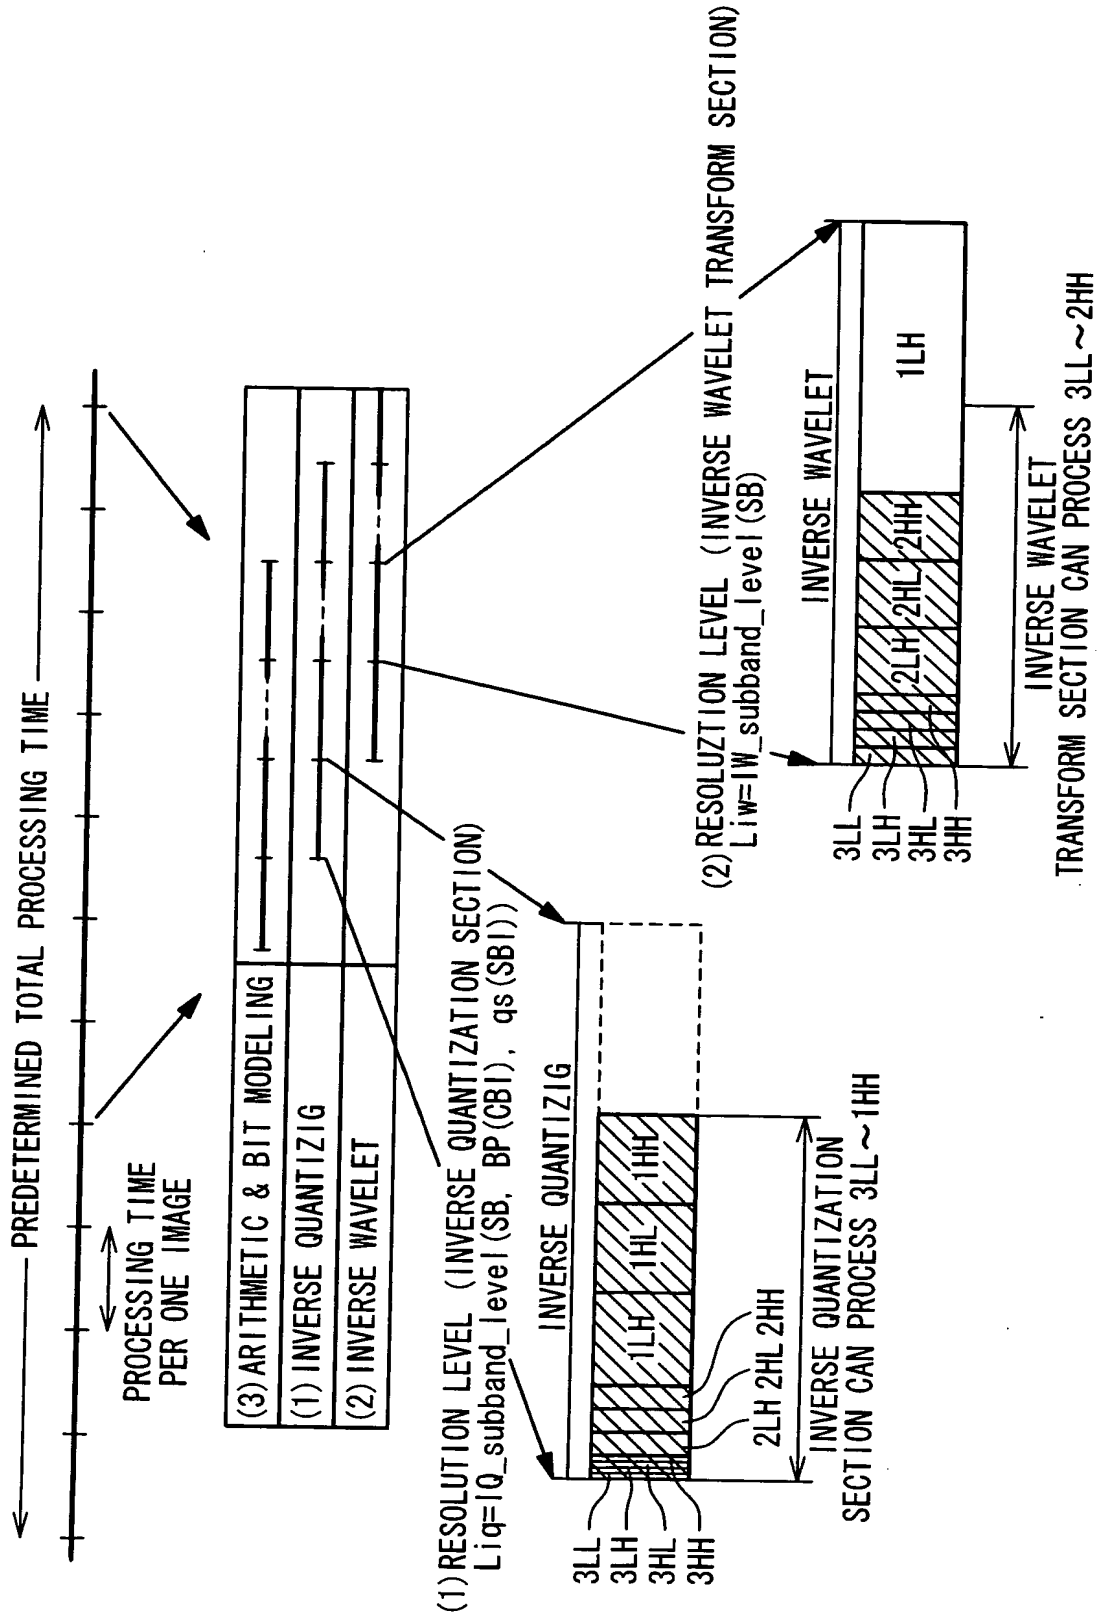 PREDETERMINED TOTAL PROCESSING TIME
PROCESSING TIME
PER ONE IMAGE
(3) ARITHMETIC & BIT MODELING
(1) INVERSE QUANTIZIG
(2) INVERSE WAVELET
(1) RESOLUTION LEVEL (INVERSE QUANTIZATION SECTION)
Liq=IQ_subband_level(SB, BP(CBI), qs(SBI))
INVERSE QUANTIZIG
1LH
1HL
1HH
3LL
3LH
3HL
3HH
2LH 2HL 2HH
INVERSE QUANTIZATION
SECTION CAN PROCESS 3LL~1HH
(2) RESOLUZTION LEVEL (INVERSE WAVELET TRANSFORM SECTION)
Liw=IW_subband_level(SB)
INVERSE WAVELET
2LH
2HL
2HH
1LH
3LL
3LH
3HL
3HH
INVERSE WAVELET
TRANSFORM SECTION CAN PROCESS 3LL~2HH